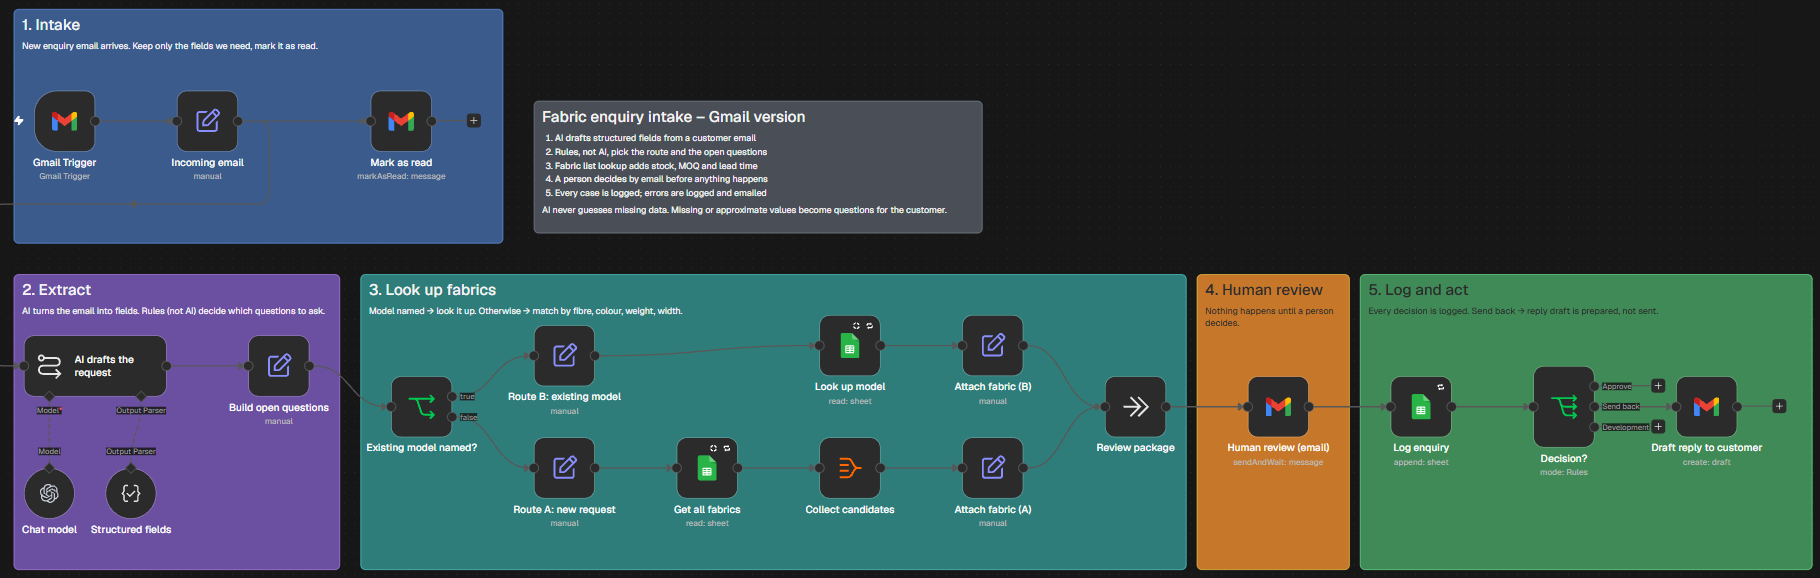 1. Intake
New enquiry email arrives. Keep only the fields we need, mark it as read.
Gmail Trigger
Gmail Trigger
Incoming email
manual
Mark as read
markAsRead: message
Fabric enquiry intake – Gmail version
1. AI drafts structured fields from a customer email
2. Rules, not AI, pick the route and the open questions
3. Fabric list lookup adds stock, MOQ and lead time
4. A person decides by email before anything happens
5. Every case is logged; errors are logged and emailed
AI never guesses missing data. Missing or approximate values become questions for the customer.
2. Extract
AI turns the email into fields. Rules (not AI) decide which questions to ask.
AI drafts the
request
Model*
Output Parser
Build open questions
manual
Model
Output Parser
Chat model
Structured fields
3. Look up fabrics
Model named → look it up. Otherwise → match by fibre, colour, weight, width.
Existing model named?
true
false
Route B: existing model
manual
Look up model
read: sheet
Attach fabric (B)
manual
Route A: new request
manual
Get all fabrics
read: sheet
Collect candidates
Attach fabric (A)
manual
Review package
4. Human review
Nothing happens until a person
decides.
Human review (email)
sendAndWait: message
5. Log and act
Every decision is logged. Send back → reply draft is prepared, not sent.
Log enquiry
append: sheet
Decision?
mode: Rules
Approve
Send back
Development
Draft reply to customer
create: draft